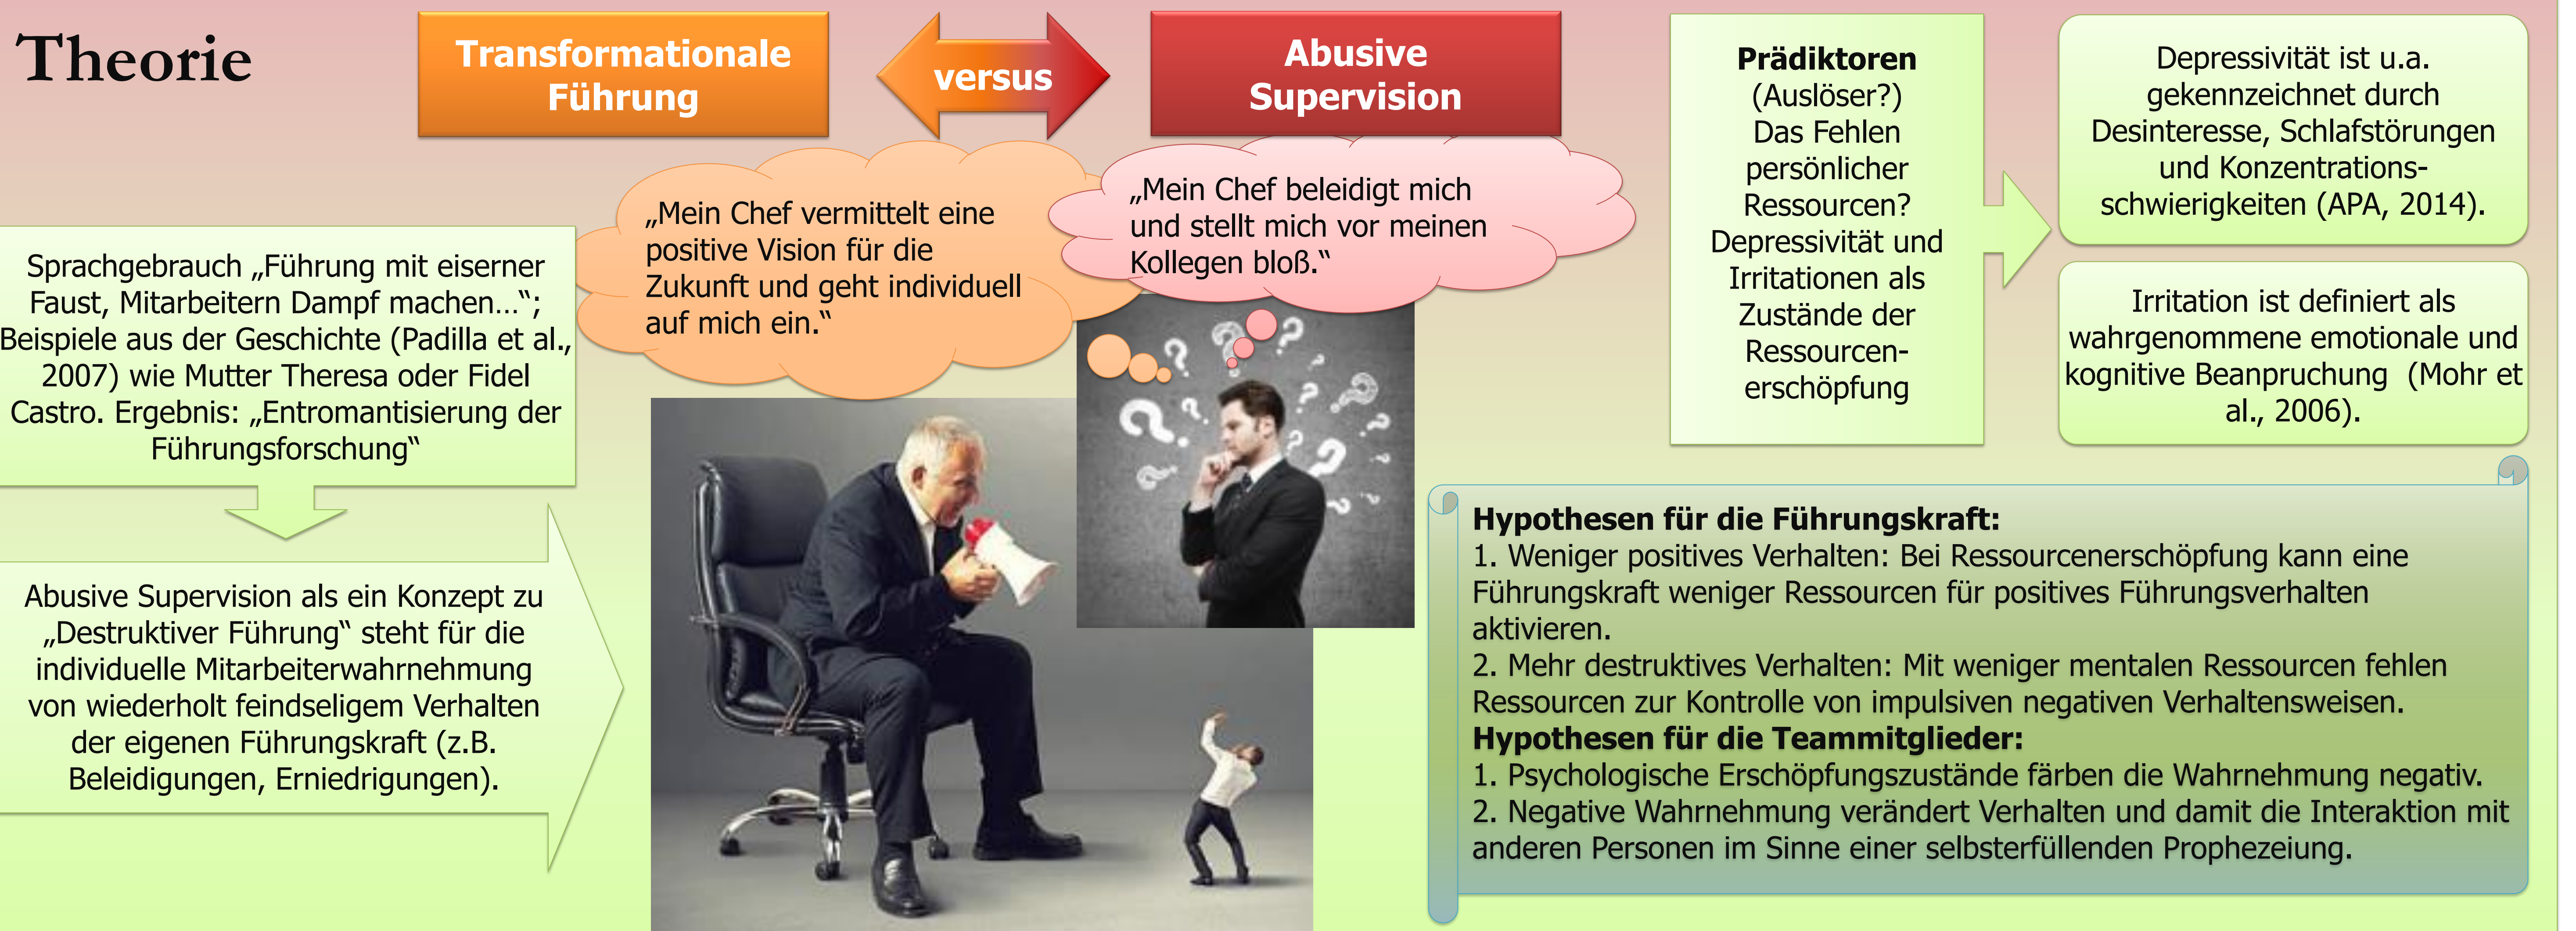 Theorie
Transformationale
Führung
versus
Abusive
Supervision
„Mein Chef vermittelt eine
positive Vision für die
Zukunft und geht individuell
auf mich ein.“
„Mein Chef beleidigt mich
und stellt mich vor meinen
Kollegen bloß.“
Sprachgebrauch „Führung mit eiserner
Faust, Mitarbeitern Dampf machen…“;
Beispiele aus der Geschichte (Padilla et al.,
2007) wie Mutter Theresa oder Fidel
Castro. Ergebnis: „Entromantisierung der
Führungsforschung“
Abusive Supervision als ein Konzept zu
„Destruktiver Führung“ steht für die
individuelle Mitarbeiterwahrnehmung
von wiederholt feindseligem Verhalten
der eigenen Führungskraft (z.B.
Beleidigungen, Erniedrigungen).
Prädiktoren
(Auslöser?)
Das Fehlen
persönlicher
Ressourcen?
Depressivität und
Irritationen als
Zustände der
Ressourcen-
erschöpfung
Depressivität ist u.a.
gekennzeichnet durch
Desinteresse, Schlafstörungen
und Konzentrations-
schwierigkeiten (APA, 2014).
Irritation ist definiert als
wahrgenommene emotionale und
kognitive Beanpruchung (Mohr et
al., 2006).
Hypothesen für die Führungskraft:
1. Weniger positives Verhalten: Bei Ressourcenerschöpfung kann eine
Führungskraft weniger Ressourcen für positives Führungsverhalten
aktivieren.
2. Mehr destruktives Verhalten: Mit weniger mentalen Ressourcen fehlen
Ressourcen zur Kontrolle von impulsiven negativen Verhaltensweisen.
Hypothesen für die Teammitglieder:
1. Psychologische Erschöpfungszustände färben die Wahrnehmung negativ.
2. Negative Wahrnehmung verändert Verhalten und damit die Interaktion mit
anderen Personen im Sinne einer selbsterfüllenden Prophezeiung.